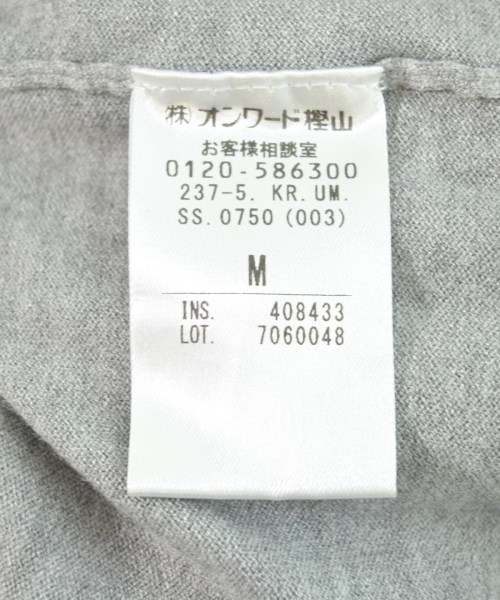 ㈱オンワード樫山
お客様相談室
0120-586300
237-5. KR.UM.
SS.0750(003)
M
INS. 408433
LOT. 7060048